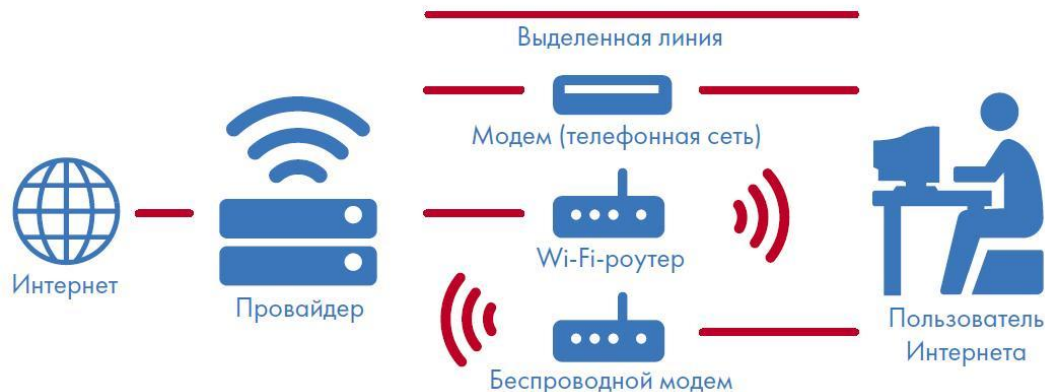 Выделенная линия
Модем (телефонная сеть)
Wi-Fi-роутер
Интернет
Провайдер
Беспроводной модем
Пользователь
Интернета